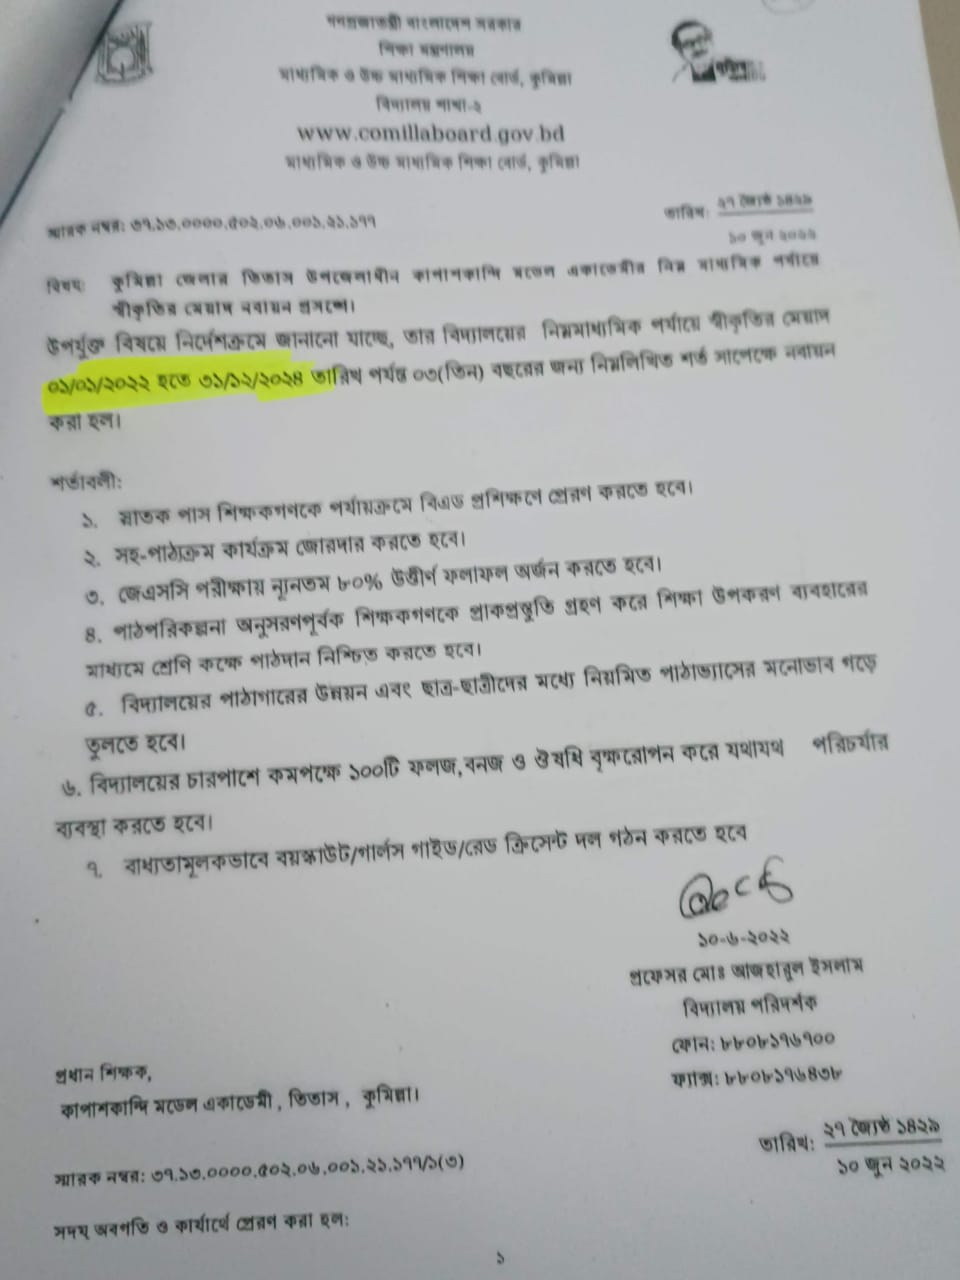 গনপ্রজাতন্ত্রী বাংলাদেশ সরকার
শিক্ষা মন্ত্রণালয়
মাধ্যমিক ও উচ্চ মাধ্যমিক শিক্ষা বোর্ড, কুমিল্লা
বিদ্যালয় শাখা-২
www.comillaboard.gov.bd
মাধ্যমিক ও উচ্চ মাধ্যমিক শিক্ষা বোর্ড, কুমিল্লা
স্মারক নম্বর: ৩৭.১৩.০০০০.৫০২.০৬.০০১.২১.১৭৭
তারিখ: ২৭ জ্যৈষ্ঠ ১৪২৯
১০ জুন ২০২২
বিষয়: কুমিল্লা জেলার তিতাস উপজেলাধীন কাপাশকান্দি মডেল একাডেমীর নিম্ন মাধ্যমিক পর্যায়ে
স্বীকৃতির মেয়াদ নবায়ন প্রসঙ্গে।
উপর্যুক্ত বিষয়ে নির্দেশক্রমে জানানো যাচ্ছে, তার বিদ্যালয়ের নিম্নমাধ্যমিক পর্যায়ে স্বীকৃতির মেয়াদ
০১/০১/২০২২ হতে ৩১/১২/২০২৪ তারিখ পর্যন্ত ০৩(তিন) বছরের জন্য নিম্নলিখিত শর্ত সাপেক্ষে নবায়ন
করা হল।
শর্তাবলী:
১. স্নাতক পাস শিক্ষকগণকে পর্যায়ক্রমে বিএড প্রশিক্ষণে প্রেরণ করতে হবে।
২. সহ-পাঠ্যক্রম কার্যক্রম জোরদার করতে হবে।
৩. জেএসসি পরীক্ষায় ন্যূনতম ৮০% উত্তীর্ণ ফলাফল অর্জন করতে হবে।
৪. পাঠপরিকল্পনা অনুসরণপূর্বক শিক্ষকগণকে প্রাকপ্রস্তুতি গ্রহণ করে শিক্ষা উপকরণ ব্যবহারের
মাধ্যমে শ্রেণি কক্ষে পাঠদান নিশ্চিত করতে হবে।
৫. বিদ্যালয়ের পাঠাগারের উন্নয়ন এবং ছাত্র-ছাত্রীদের মধ্যে নিয়মিত পাঠাভ্যাসের মনোভাব গড়ে
তুলতে হবে।
৬. বিদ্যালয়ের চারপাশে কমপক্ষে ১০০টি ফলজ,বনজ ও ঔষধি বৃক্ষরোপন করে যথাযথ পরিচর্যার
ব্যবস্থা করতে হবে।
৭. বাধ্যতামূলকভাবে বয়স্কাউট/গার্লস গাইড/রেড ক্রিসেন্ট দল গঠন করতে হবে
১০-৬-২০২২
প্রফেসর মোঃ আজহারুল ইসলাম
বিদ্যালয় পরিদর্শক
ফোন: ৮৮০৮১৭৬৭০০
ফ্যাক্স: ৮৮০৮১৭৬৪৩৮
প্রধান শিক্ষক,
কাপাশকান্দি মডেল একাডেমী , তিতাস , কুমিল্লা।
তারিখ: ২৭ জ্যৈষ্ঠ ১৪২৯
১০ জুন ২০২২
স্মারক নম্বর: ৩৭.১৩.০০০০.৫০২.০৬.০০১.২১.১৭৭/১(৩)
সদয় অবগতি ও কার্যার্থে প্রেরণ করা হল:
১